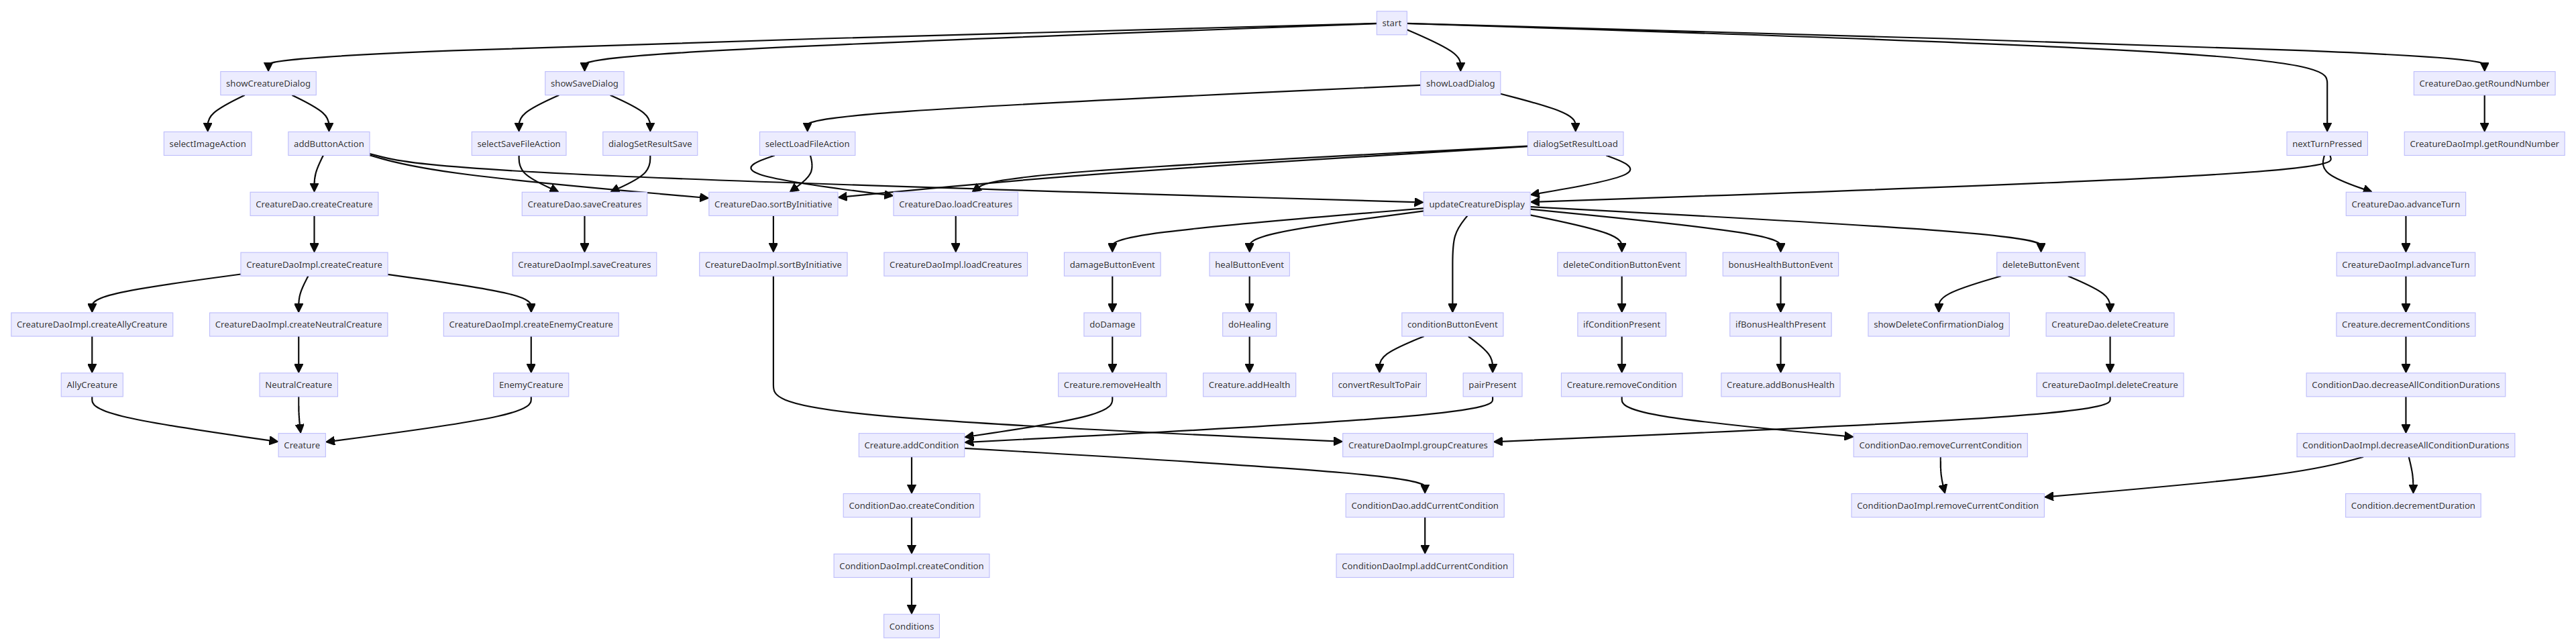 start
showCreatureDialog
showSaveDialog
showLoadDialog
CreatureDao.getRoundNumber
selectImageAction
addButtonAction
selectSaveFileAction
dialogSetResultSave
selectLoadFileAction
dialogSetResultLoad
nextTurnPressed
CreatureDaoImpl.getRoundNumber
CreatureDao.createCreature
CreatureDao.saveCreatures
CreatureDao.sortByInitiative
CreatureDao.loadCreatures
updateCreatureDisplay
CreatureDao.advanceTurn
CreatureDaoImpl.createCreature
CreatureDaoImpl.saveCreatures
CreatureDaoImpl.sortByInitiative
CreatureDaoImpl.loadCreatures
damageButtonEvent
healButtonEvent
deleteConditionButtonEvent
bonusHealthButtonEvent
deleteButtonEvent
CreatureDaoImpl.advanceTurn
CreatureDaoImpl.createAllyCreature
CreatureDaoImpl.createNeutralCreature
CreatureDaoImpl.createEnemyCreature
doDamage
doHealing
conditionButtonEvent
ifConditionPresent
ifBonusHealthPresent
showDeleteConfirmationDialog
CreatureDao.deleteCreature
Creature.decrementConditions
AllyCreature
NeutralCreature
EnemyCreature
Creature.removeHealth
Creature.addHealth
convertResultToPair
pairPresent
Creature.removeCondition
Creature.addBonusHealth
CreatureDaoImpl.deleteCreature
ConditionDao.decreaseAllConditionDurations
Creature
Creature.addCondition
CreatureDaoImpl.groupCreatures
ConditionDao.removeCurrentCondition
ConditionDaoImpl.decreaseAllConditionDurations
ConditionDao.createCondition
ConditionDao.addCurrentCondition
ConditionDaoImpl.removeCurrentCondition
Condition.decrementDuration
ConditionDaoImpl.createCondition
ConditionDaoImpl.addCurrentCondition
Conditions